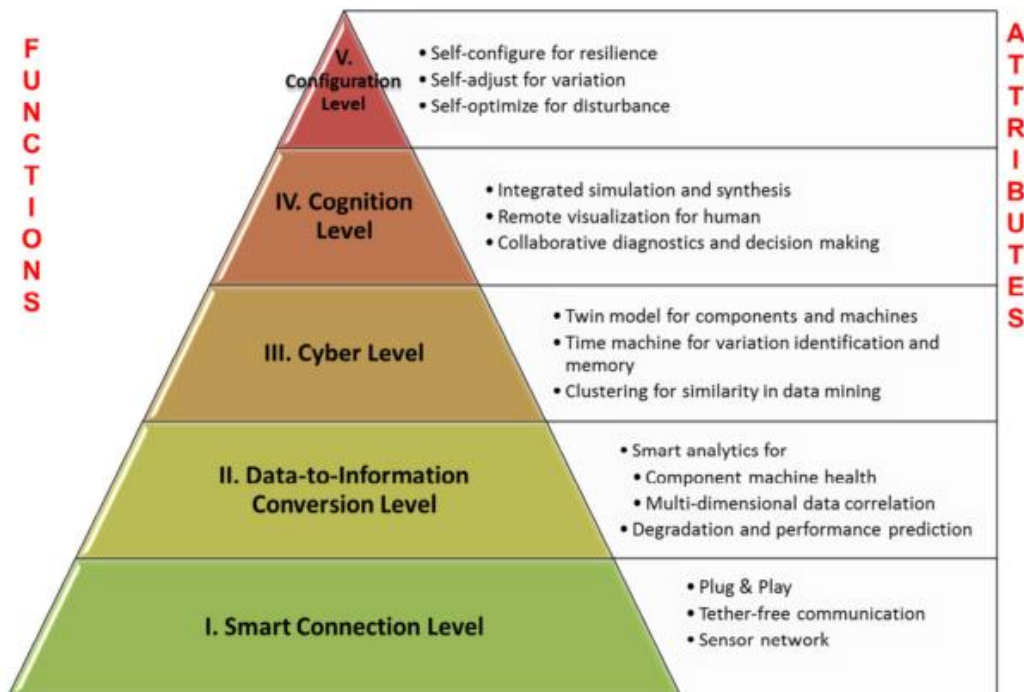 FUNCTIONS
ATTRIBUTES
V.
Configuration
Level
• Self-configure for resilience
• Self-adjust for variation
• Self-optimize for disturbance
IV. Cognition
Level
• Integrated simulation and synthesis
• Remote visualization for human
• Collaborative diagnostics and decision making
III. Cyber Level
• Twin model for components and machines
• Time machine for variation identification and
memory
• Clustering for similarity in data mining
II. Data-to-Information
Conversion Level
• Smart analytics for
• Component machine health
• Multi-dimensional data correlation
• Degradation and performance prediction
I. Smart Connection Level
• Plug & Play
• Tether-free communication
• Sensor network